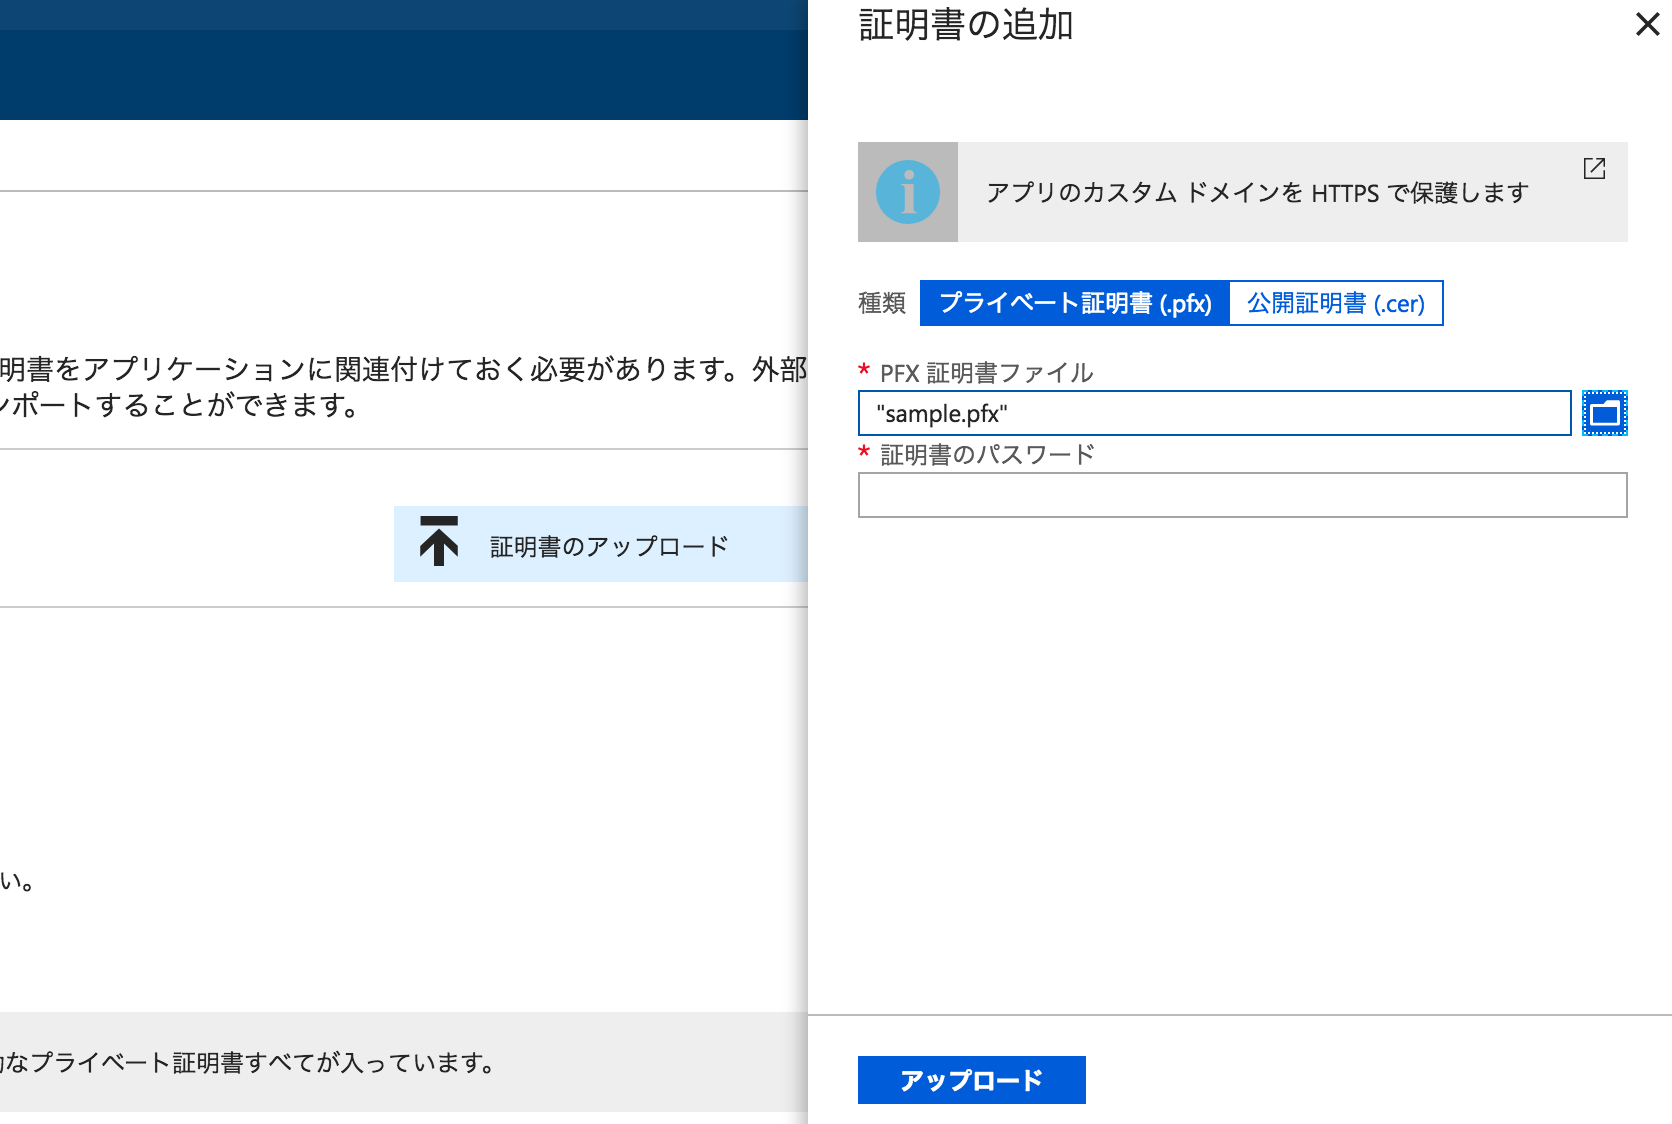 証明書の追加
アプリのカスタム ドメインを HTTPS で保護します
種類 プライベート証明書 (.pfx) 公開証明書 (.cer)
* PFX 証明書ファイル
"sample.pfx"
* 証明書のパスワード
アップロード
明書をアプリケーションに関連付けておく必要があります。外部
ンポートすることができます。
証明書のアップロード
い。
なプライベート証明書すべてが入っています。